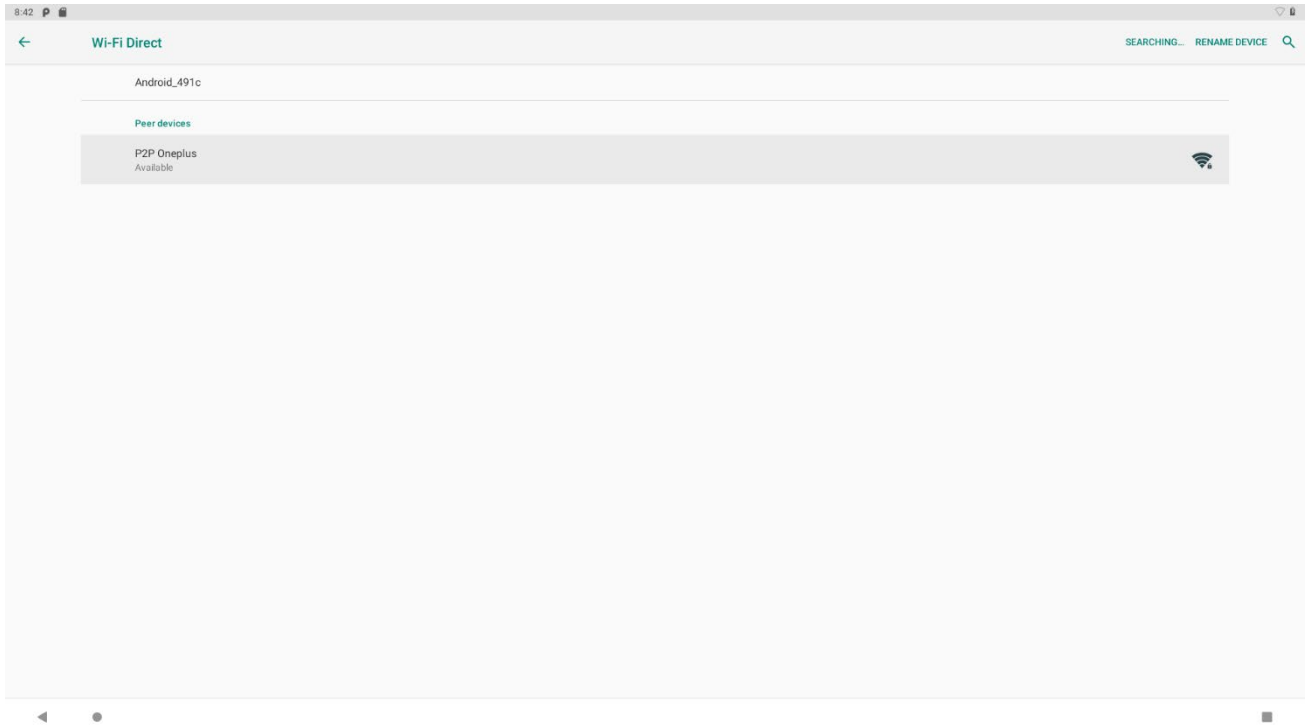 8:42
Wi-Fi Direct
SEARCHING... RENAME DEVICE
Android_491c
Peer devices
P2P Oneplus
Available